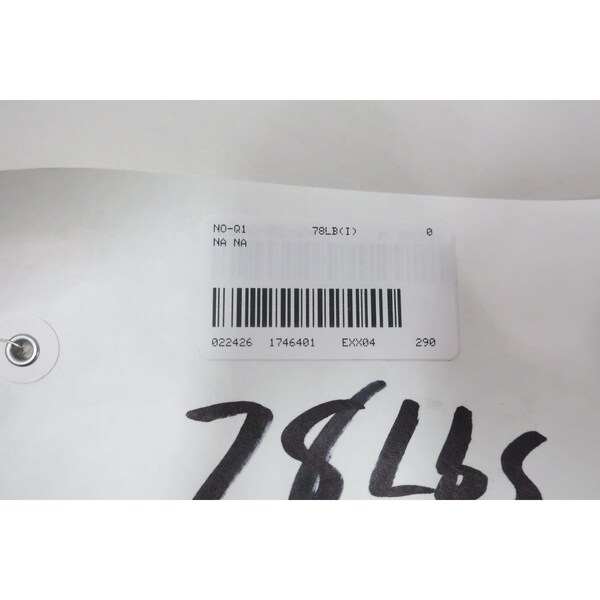 NO-Q1 78LB(I) 0
NA NA
022426 1746401 EXX04 290
78Lbs